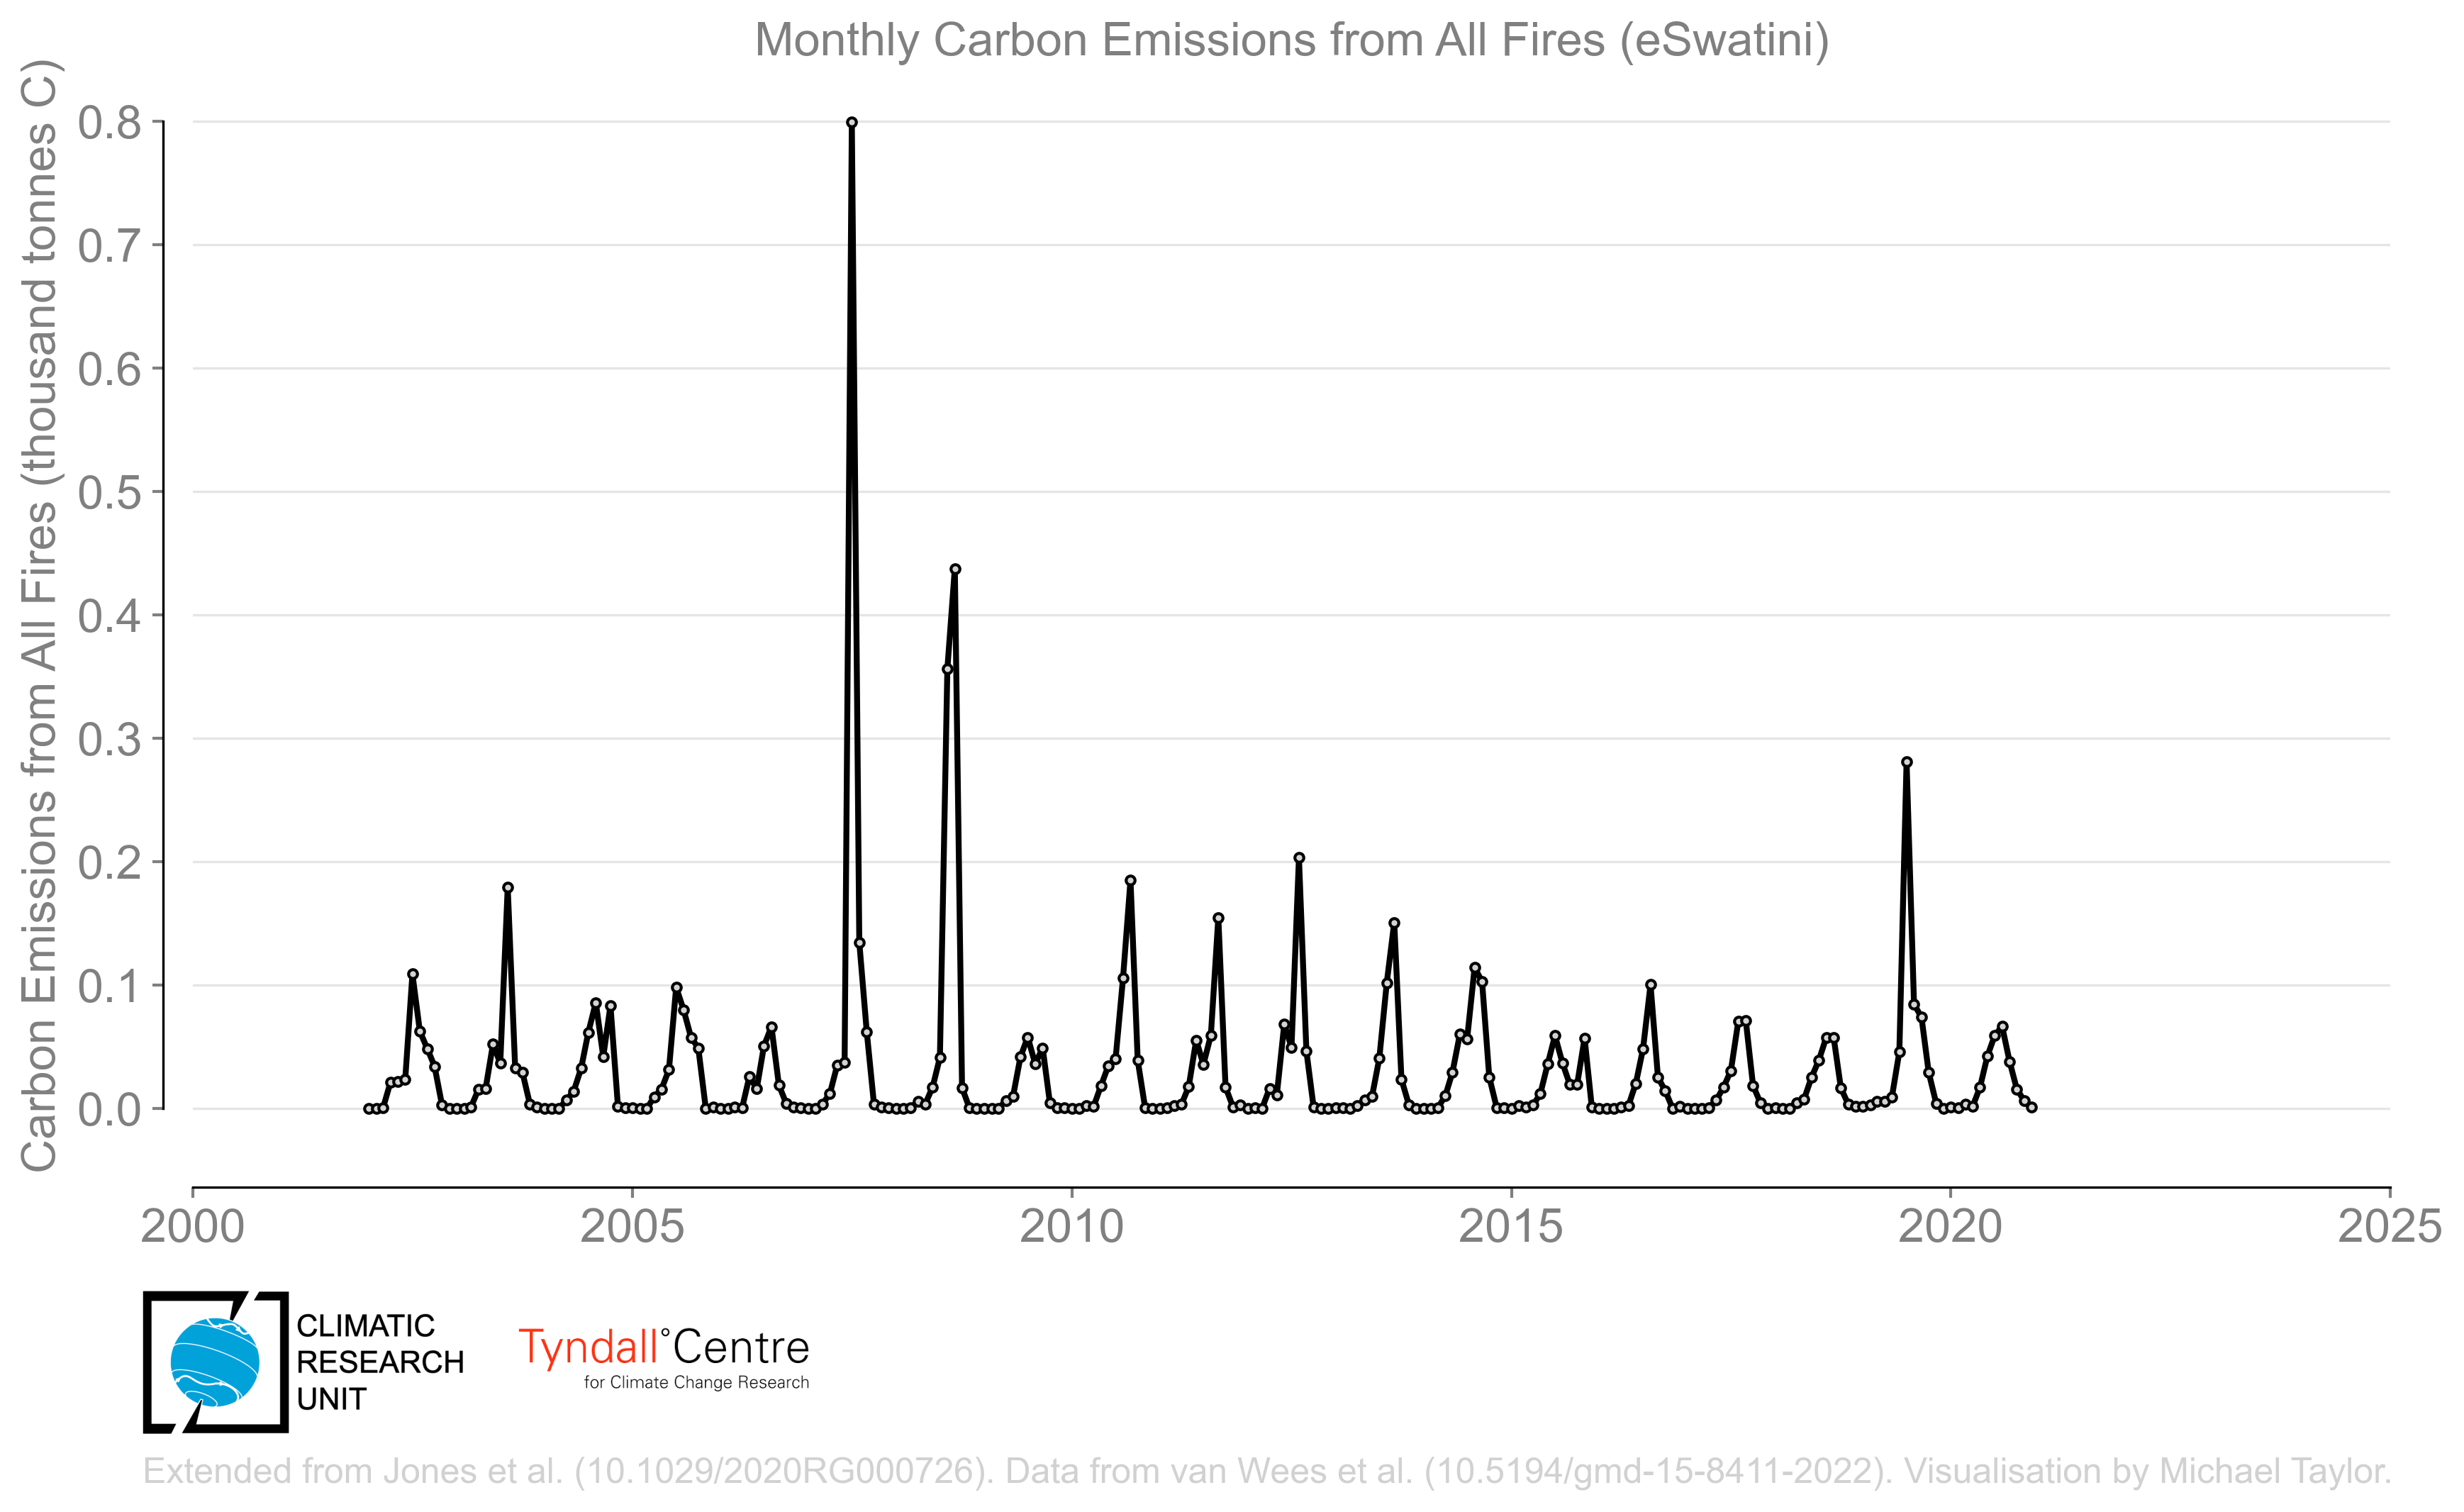 Monthly Carbon Emissions from All Fires (eSwatini)
Carbon Emissions from All Fires (thousand tonnes C)
0.8
0.7
0.6
0.5
0.4
0.3
0.2
0.1
0.0
2000 2005 2010 2015 2020 2025
CLIMATIC
RESEARCH
UNIT
Tyndall°Centre
for Climate Change Research
Extended from Jones et al. (10.1029/2020RG000726). Data from van Wees et al. (10.5194/gmd-15-8411-2022). Visualisation by Michael Taylor.